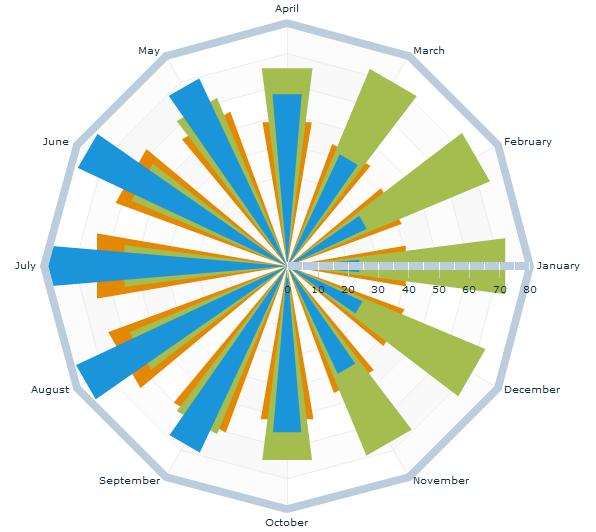 April
May
March
June
February
July
January
0 10 20 30 40 50 60 70 80
August
December
September
November
October